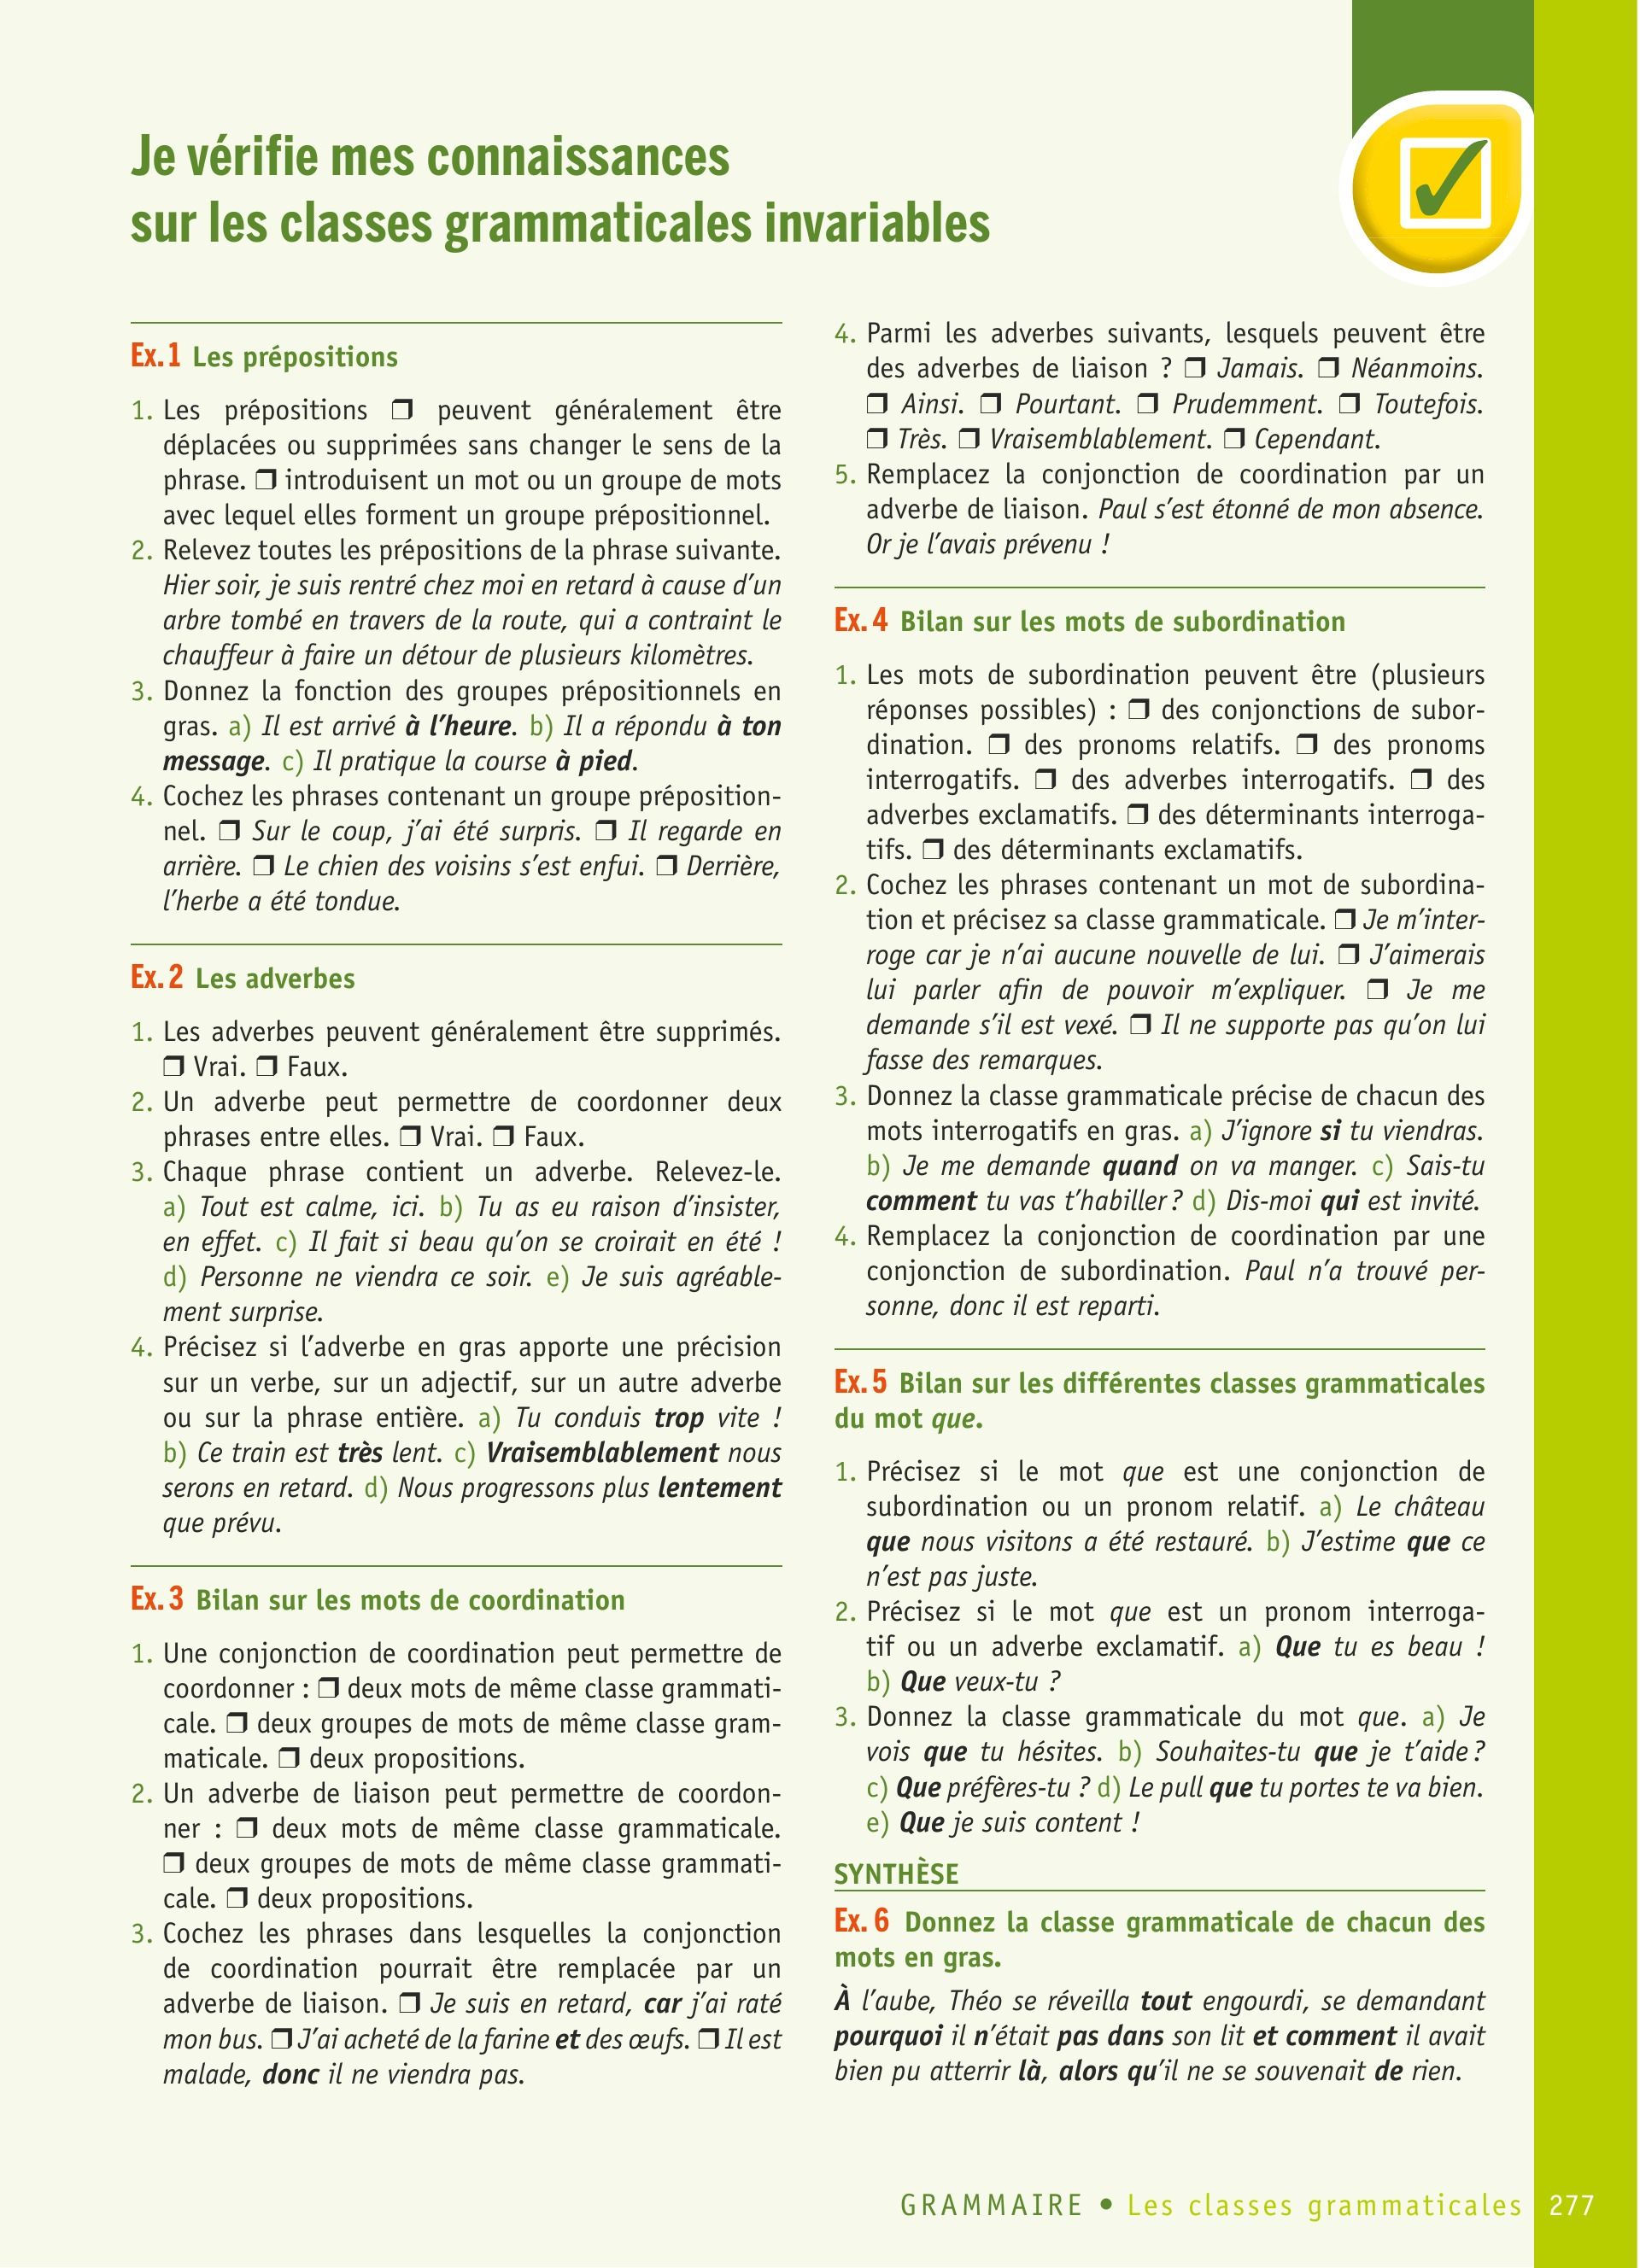 Je vérifie mes connaissances
sur les classes grammaticales invariables
Ex. 1 Les prépositions
1. Les prépositions ❒ peuvent généralement être
déplacées ou supprimées sans changer le sens de la
phrase. ❒ introduisent un mot ou un groupe de mots
avec lequel elles forment un groupe prépositionnel.
2. Relevez toutes les prépositions de la phrase suivante.
Hier soir, je suis rentré chez moi en retard à cause d’un
arbre tombé en travers de la route, qui a contraint le
chauffeur à faire un détour de plusieurs kilomètres.
3. Donnez la fonction des groupes prépositionnels en
gras. a) Il est arrivé à l’heure. b) Il a répondu à ton
message. c) Il pratique la course à pied.
4. Cochez les phrases contenant un groupe préposition-
nel. ❒ Sur le coup, j’ai été surpris. ❒ Il regarde en
arrière. ❒ Le chien des voisins s’est enfui. ❒ Derrière,
l’herbe a été tondue.
Ex. 2 Les adverbes
1. Les adverbes peuvent généralement être supprimés.
❒ Vrai. ❒ Faux.
2. Un adverbe peut permettre de coordonner deux
phrases entre elles. ❒ Vrai. ❒ Faux.
3. Chaque phrase contient un adverbe. Relevez-le.
a) Tout est calme, ici. b) Tu as eu raison d’insister,
en effet. c) Il fait si beau qu’on se croirait en été !
d) Personne ne viendra ce soir. e) Je suis agréable-
ment surprise.
4. Précisez si l’adverbe en gras apporte une précision
sur un verbe, sur un adjectif, sur un autre adverbe
ou sur la phrase entière. a) Tu conduis trop vite !
b) Ce train est très lent. c) Vraisemblablement nous
serons en retard. d) Nous progressons plus lentement
que prévu.
Ex. 3 Bilan sur les mots de coordination
1. Une conjonction de coordination peut permettre de
coordonner : ❒ deux mots de même classe grammati-
cale. ❒ deux groupes de mots de même classe gram-
maticale. ❒ deux propositions.
2. Un adverbe de liaison peut permettre de coordon-
ner : ❒ deux mots de même classe grammaticale.
❒ deux groupes de mots de même classe grammati-
cale. ❒ deux propositions.
3. Cochez les phrases dans lesquelles la conjonction
de coordination pourrait être remplacée par un
adverbe de liaison. ❒ Je suis en retard, car j’ai raté
mon bus. ❒ J’ai acheté de la farine et des œufs. ❒ Il est
malade, donc il ne viendra pas.
4. Parmi les adverbes suivants, lesquels peuvent être
des adverbes de liaison ? ❒ Jamais. ❒ Néanmoins.
❒ Ainsi. ❒ Pourtant. ❒ Prudemment. ❒ Toutefois.
❒ Très. ❒ Vraisemblablement. ❒ Cependant.
5. Remplacez la conjonction de coordination par un
adverbe de liaison. Paul s’est étonné de mon absence.
Or je l’avais prévenu !
Ex. 4 Bilan sur les mots de subordination
1. Les mots de subordination peuvent être (plusieurs
réponses possibles) : ❒ des conjonctions de subor-
dination. ❒ des pronoms relatifs. ❒ des pronoms
interrogatifs. ❒ des adverbes interrogatifs. ❒ des
adverbes exclamatifs. ❒ des déterminants interroga-
tifs. ❒ des déterminants exclamatifs.
2. Cochez les phrases contenant un mot de subordina-
tion et précisez sa classe grammaticale. ❒ Je m’inter-
roge car je n’ai aucune nouvelle de lui. ❒ J’aimerais
lui parler afin de pouvoir m’expliquer. ❒ Je me
demande s’il est vexé. ❒ Il ne supporte pas qu’on lui
fasse des remarques.
3. Donnez la classe grammaticale précise de chacun des
mots interrogatifs en gras. a) J’ignore si tu viendras.
b) Je me demande quand on va manger. c) Sais-tu
comment tu vas t’habiller ? d) Dis-moi qui est invité.
4. Remplacez la conjonction de coordination par une
conjonction de subordination. Paul n’a trouvé per-
sonne, donc il est reparti.
Ex. 5 Bilan sur les différentes classes grammaticales
du mot que.
1. Précisez si le mot que est une conjonction de
subordination ou un pronom relatif. a) Le château
que nous visitons a été restauré. b) J’estime que ce
n’est pas juste.
2. Précisez si le mot que est un pronom interroga-
tif ou un adverbe exclamatif. a) Que tu es beau !
b) Que veux-tu ?
3. Donnez la classe grammaticale du mot que. a) Je
vois que tu hésites. b) Souhaites-tu que je t’aide ?
c) Que préfères-tu ? d) Le pull que tu portes te va bien.
e) Que je suis content !
SYNTHÈSE
Ex. 6 Donnez la classe grammaticale de chacun des
mots en gras.
À l’aube, Théo se réveilla tout engourdi, se demandant
pourquoi il n’était pas dans son lit et comment il avait
bien pu atterrir là, alors qu’il ne se souvenait de rien.
GRAMMAIRE • Les classes grammaticales 277